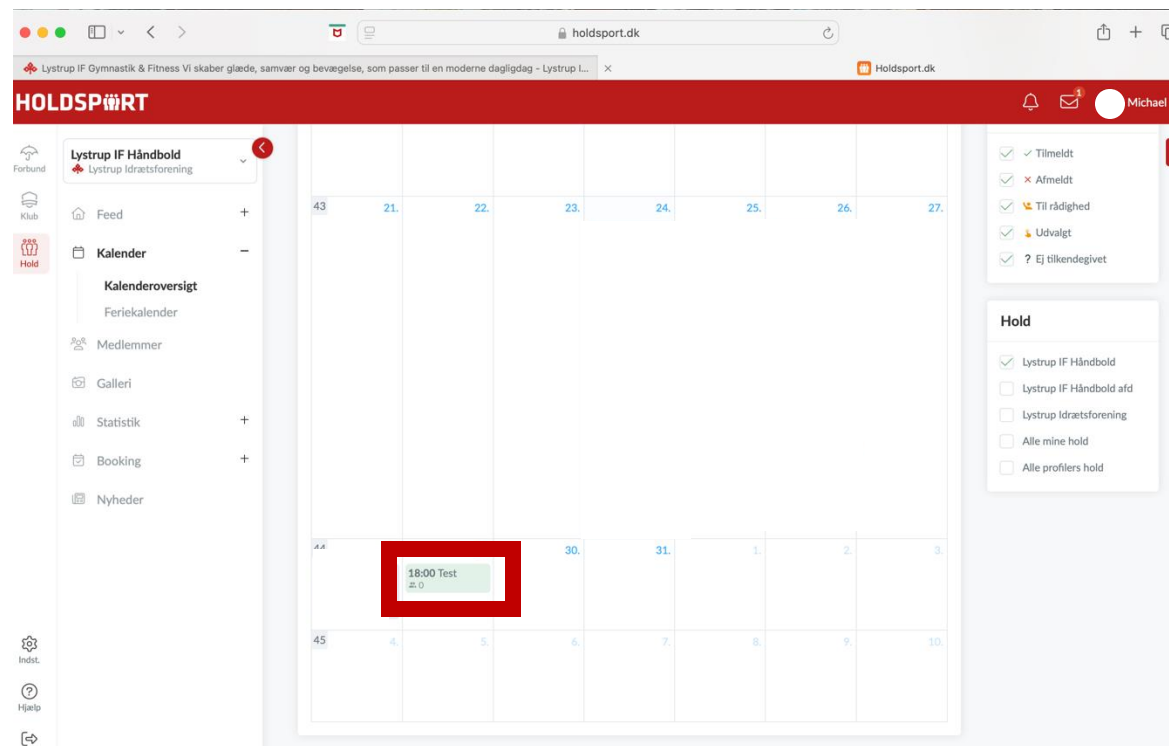 holdsport.dk
Lystrup IF Gymnastik & Fitness Vi skaber glæde, samvær og bevægelse, som passer til en moderne dagligdag - Lystrup I...
Holdsport.dk
HOLDSPORT
1
Michael
Forbund
Klub
Hold
Lystrup IF Håndbold
Lystrup Idrætsforening
Feed
Kalender
Kalenderoversigt
Feriekalender
Medlemmer
Galleri
Statistik
Booking
Nyheder
Indst.
Hjælp
43 21. 22. 23. 24. 25. 26. 27.
44 30. 31. 1. 2. 3.
18:00 Test
0
45 4. 5. 6. 7. 8. 9. 10.
Tilmeldt
Afmeldt
Til rådighed
Udvalgt
? Ej tilkendegivet
Hold
Lystrup IF Håndbold
Lystrup IF Håndbold afd
Lystrup Idrætsforening
Alle mine hold
Alle profilers hold